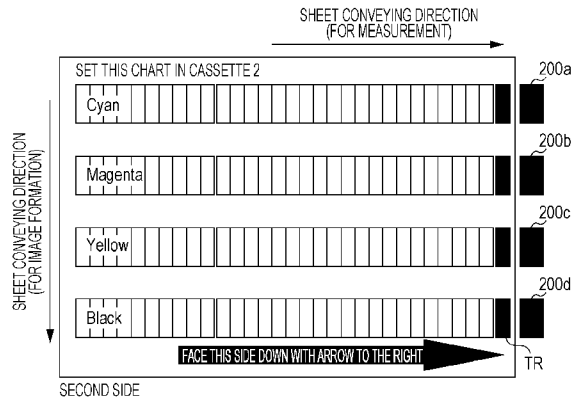 SHEET CONVEYING DIRECTION
(FOR MEASUREMENT)
SET THIS CHART IN CASSETTE 2
200a
Cyan
200b
Magenta
SHEET CONVEYING DIRECTION
(FOR IMAGE FORMATION)
200c
Yellow
200d
Black
FACE THIS SIDE DOWN WITH ARROW TO THE RIGHT
TR
SECOND SIDE